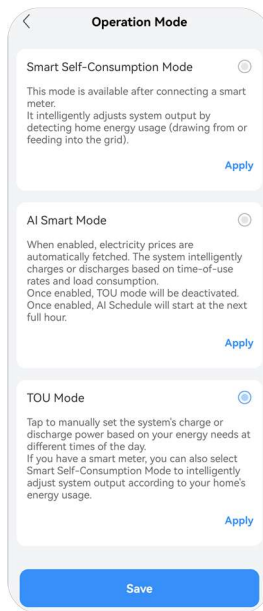 Operation Mode
Smart Self-Consumption Mode
This mode is available after connecting a smart
meter.
It intelligently adjusts system output by
detecting home energy usage (drawing from or
feeding into the grid).
Apply
AI Smart Mode
When enabled, electricity prices are
automatically fetched. The system intelligently
charges or discharges based on time-of-use
rates and load consumption.
Once enabled, TOU mode will be deactivated.
Once enabled, AI Schedule will start at the next
full hour.
Apply
TOU Mode
Tap to manually set the system's charge or
discharge power based on your energy needs at
different times of the day.
If you have a smart meter, you can also select
Smart Self-Consumption Mode to intelligently
adjust system output according to your home's
energy usage.
Apply
Save